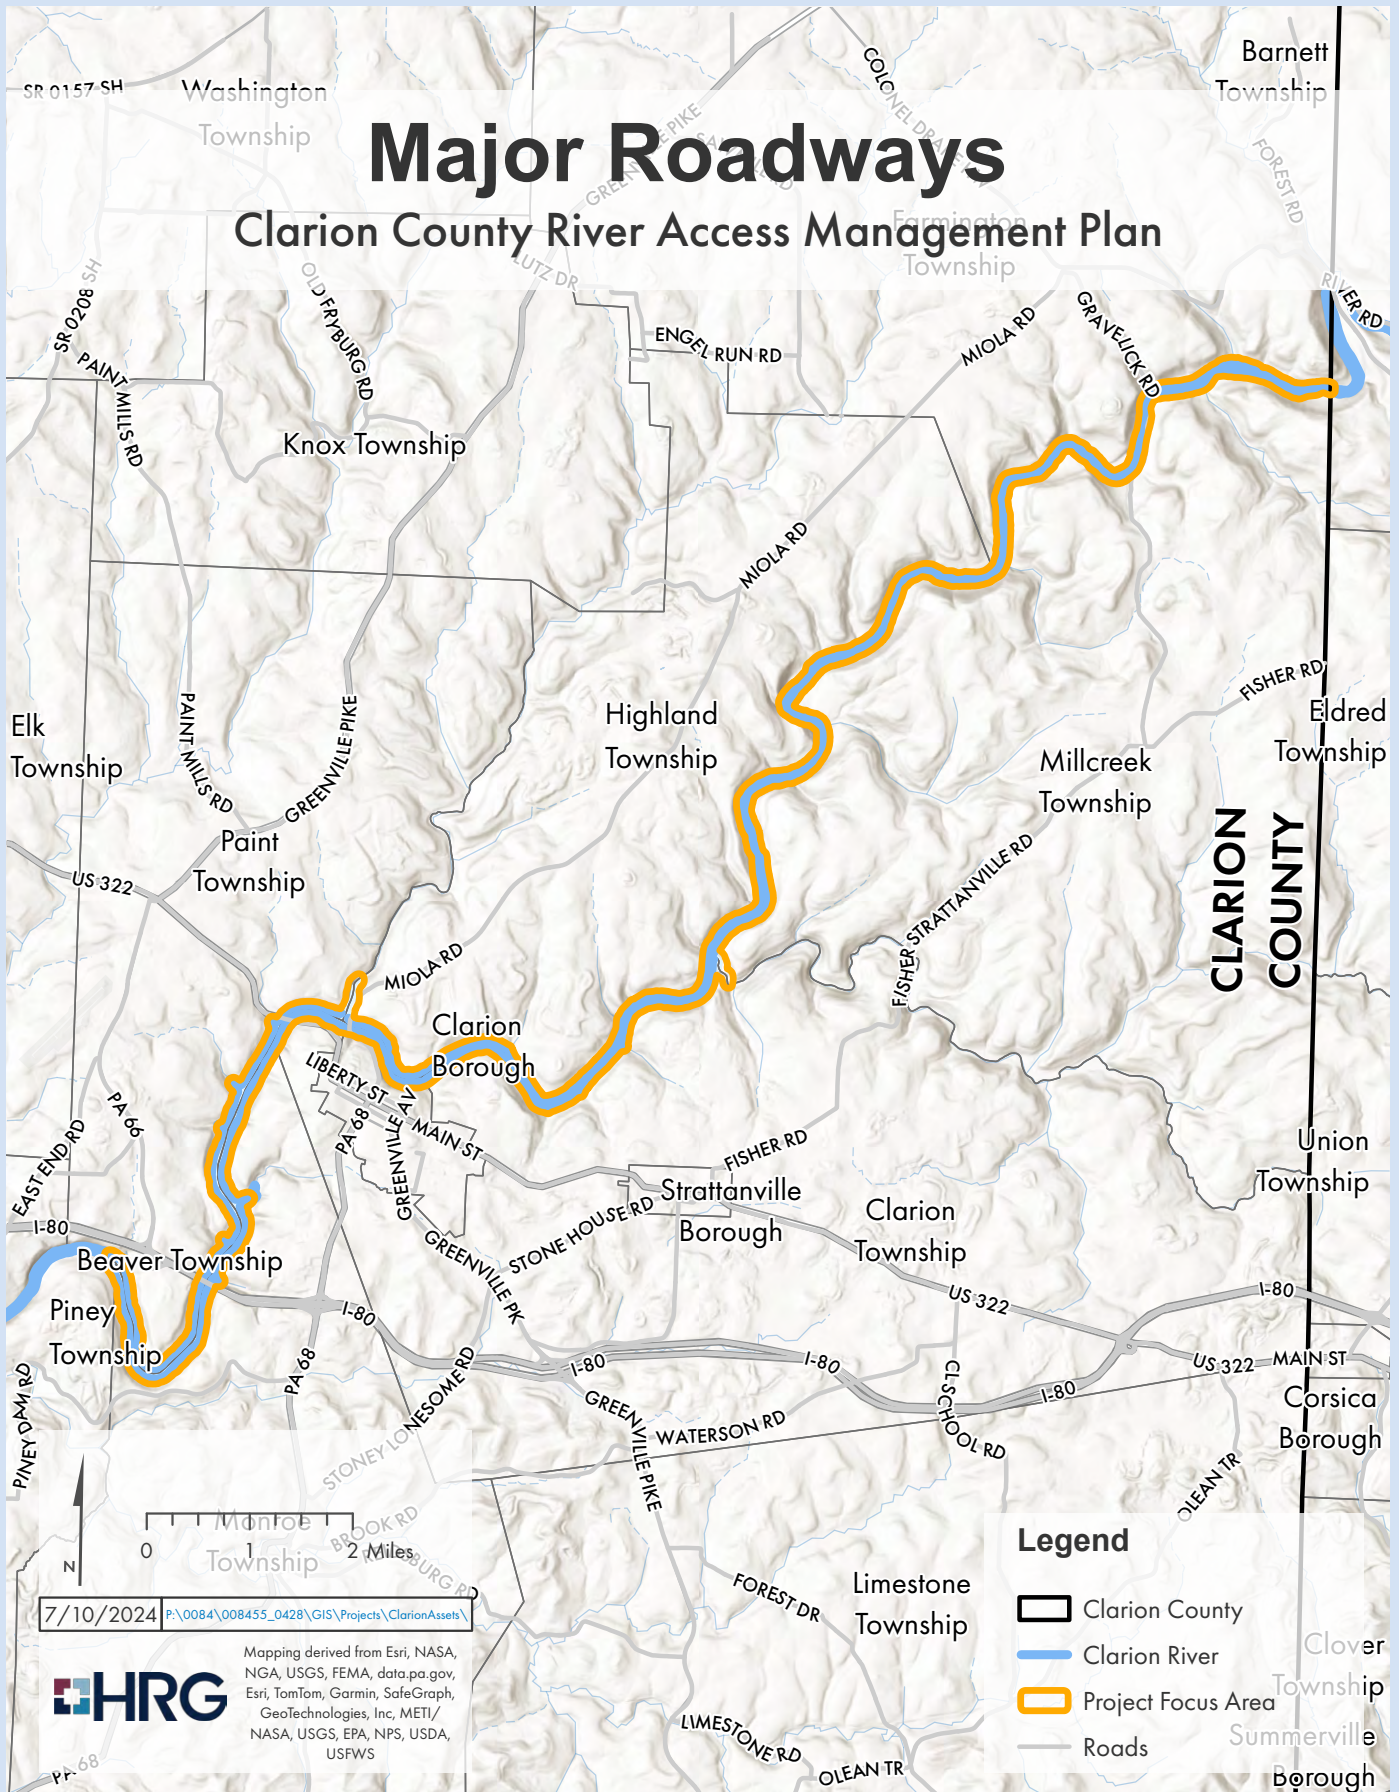 Barnett
Township
SR 0157 SH
Washington
Township
COLONEL DRAKE
GREENVILLE PIKE
FOREST RD
Major Roadways
Farmington
Township
Clarion County River Access Management Plan
SR 0208 SH
OLD FRYBURG RD
LUTZ DR
RIVER RD
ENGEL RUN RD
MIOLA RD
GRAVELICK RD
PAINT MILLS RD
Knox Township
MIOLA RD
FISHER RD
PAINT MILLS RD
GREENVILLE PIKE
Elk
Township
Highland
Township
Eldred
Township
Millcreek
Township
Paint
Township
US 322
CLARION
COUNTY
FISHER STRATTANVILLE RD
MIOLA RD
Clarion
Borough
LIBERTY ST
PA 66
PA 68
GREENVILLE AV
MAIN ST
EAST END RD
FISHER RD
Union
Township
Strattanville
Borough
Clarion
Township
STONE HOUSE RD
I-80
Beaver Township
GREENVILLE PK
Piney
Township
I-80
US 322
I-80
I-80
I-80
US 322
MAIN ST
PA 68
PINEY DAM RD
STONEY LONESOME RD
CL SCHOOL RD
I-80
Corsica
Borough
GREENVILLE PIKE
WATERSON RD
OLEAN TR
Monroe
Township
BROOK RD
0 1 2 Miles
N
7/10/2024
P:\0084\008455_0428\GIS\Projects\ClarionAssets\
HRG
Mapping derived from Esri, NASA,
NGA, USGS, FEMA, data.pa.gov,
Esri, TomTom, Garmin, SafeGraph,
GeoTechnologies, Inc, METI/
NASA, USGS, EPA, NPS, USDA,
USFWS
PA 68
FOREST DR
Limestone
Township
LIMESTONE RD
OLEAN TR
Legend
Clarion County
Clarion River
Project Focus Area
Roads
Clover
Township
Summerville
Borough